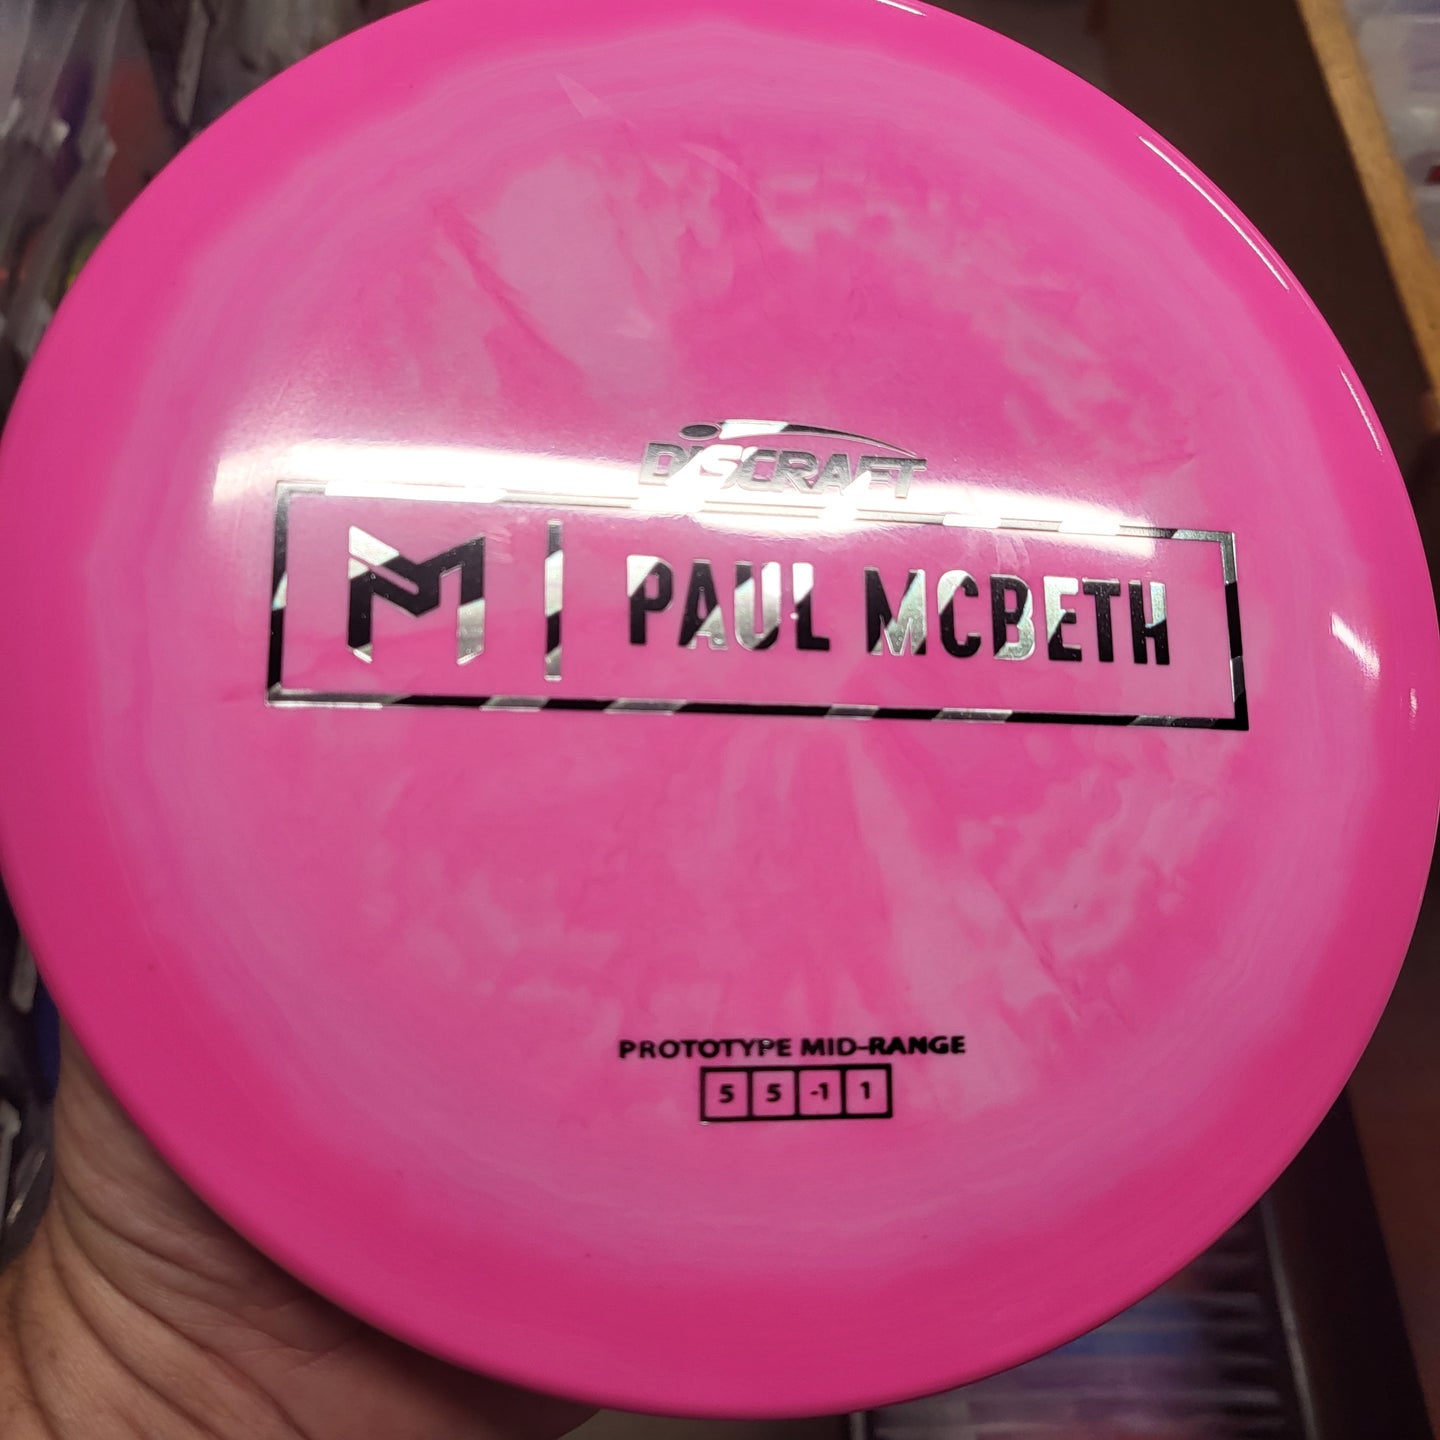 DISCRAFT
M | PAUL MCBETH
PROTOTYPE MID-RANGE
5 5 -1 1